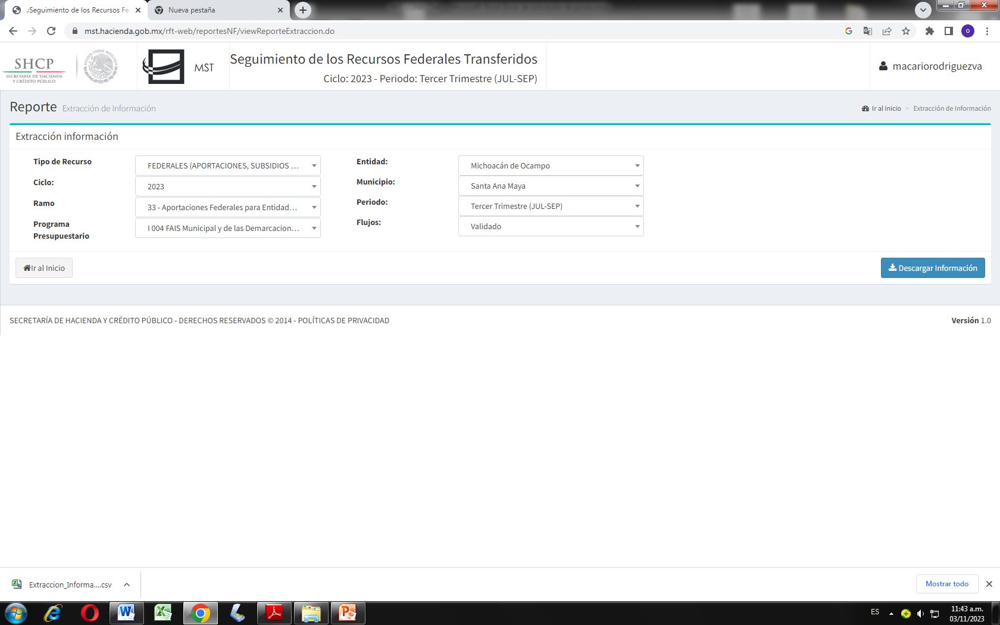 .:Seguimiento de los Recursos Fe
Nueva pestaña
mst.hacienda.gob.mx/rft-web/reportesNF/viewReporteExtraccion.do
SHCP
SECRETARÍA DE HACIENDA
Y CRÉDITO PÚBLICO
ESTADOS UNIDOS MEXICANOS
MST
Seguimiento de los Recursos Federales Transferidos
Ciclo: 2023 - Periodo: Tercer Trimestre (JUL-SEP)
macariorodriguezva
Reporte Extracción de Información
Ir al Inicio > Extracción de Información
Extracción información
Tipo de Recurso
FEDERALES (APORTACIONES, SUBSIDIOS ...
Entidad:
Michoacán de Ocampo
Ciclo:
2023
Municipio:
Santa Ana Maya
Ramo
33 - Aportaciones Federales para Entidad...
Periodo:
Tercer Trimestre (JUL-SEP)
Programa
Presupuestario
I 004 FAIS Municipal y de las Demarcacion...
Flujos:
Validado
Ir al Inicio
Descargar Información
SECRETARÍA DE HACIENDA Y CRÉDITO PÚBLICO - DERECHOS RESERVADOS © 2014 - POLÍTICAS DE PRIVACIDAD
Versión 1.0
Extraccion_Informa....csv
Mostrar todo
ES
11:43 a.m.
03/11/2023